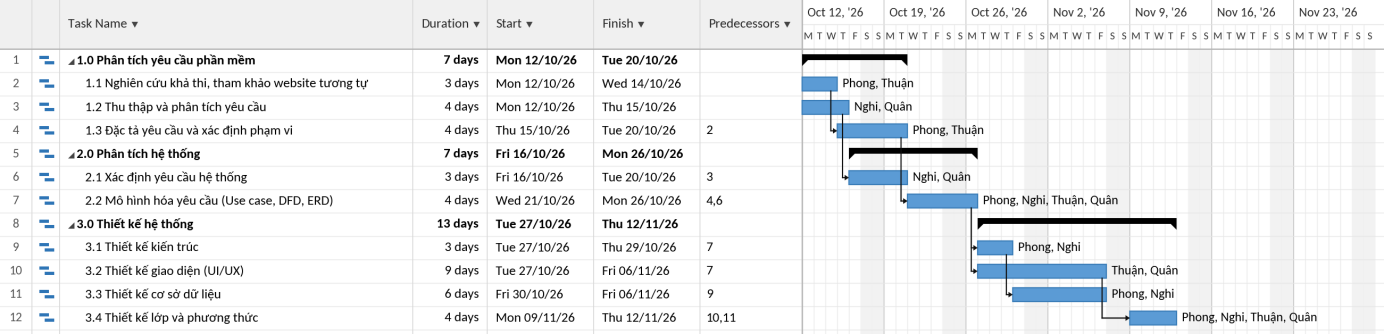 Task Name Duration Start Finish Predecessors Oct 12, '26 Oct 19, '26 Oct 26, '26 Nov 2, '26 Nov 9, '26 Nov 16, '26 Nov 23, '26
M T W T F S S M T W T F S S M T W T F S S M T W T F S S M T W T F S S M T W T F S S M T W T F S S
1 1.0 Phân tích yêu cầu phần mềm 7 days Mon 12/10/26 Tue 20/10/26
2 1.1 Nghiên cứu khả thi, tham khảo website tương tự 3 days Mon 12/10/26 Wed 14/10/26 Phong, Thuận
3 1.2 Thu thập và phân tích yêu cầu 4 days Mon 12/10/26 Thu 15/10/26 Nghi, Quân
4 1.3 Đặc tả yêu cầu và xác định phạm vi 4 days Thu 15/10/26 Tue 20/10/26 2 Phong, Thuận
5 2.0 Phân tích hệ thống 7 days Fri 16/10/26 Mon 26/10/26
6 2.1 Xác định yêu cầu hệ thống 3 days Fri 16/10/26 Tue 20/10/26 3 Nghi, Quân
7 2.2 Mô hình hóa yêu cầu (Use case, DFD, ERD) 4 days Wed 21/10/26 Mon 26/10/26 4,6 Phong, Nghi, Thuận, Quân
8 3.0 Thiết kế hệ thống 13 days Tue 27/10/26 Thu 12/11/26
9 3.1 Thiết kế kiến trúc 3 days Tue 27/10/26 Thu 29/10/26 7 Phong, Nghi
10 3.2 Thiết kế giao diện (UI/UX) 9 days Tue 27/10/26 Fri 06/11/26 7 Thuận, Quân
11 3.3 Thiết kế cơ sở dữ liệu 6 days Fri 30/10/26 Fri 06/11/26 9 Phong, Nghi
12 3.4 Thiết kế lớp và phương thức 4 days Mon 09/11/26 Thu 12/11/26 10,11 Phong, Nghi, Thuận, Quân